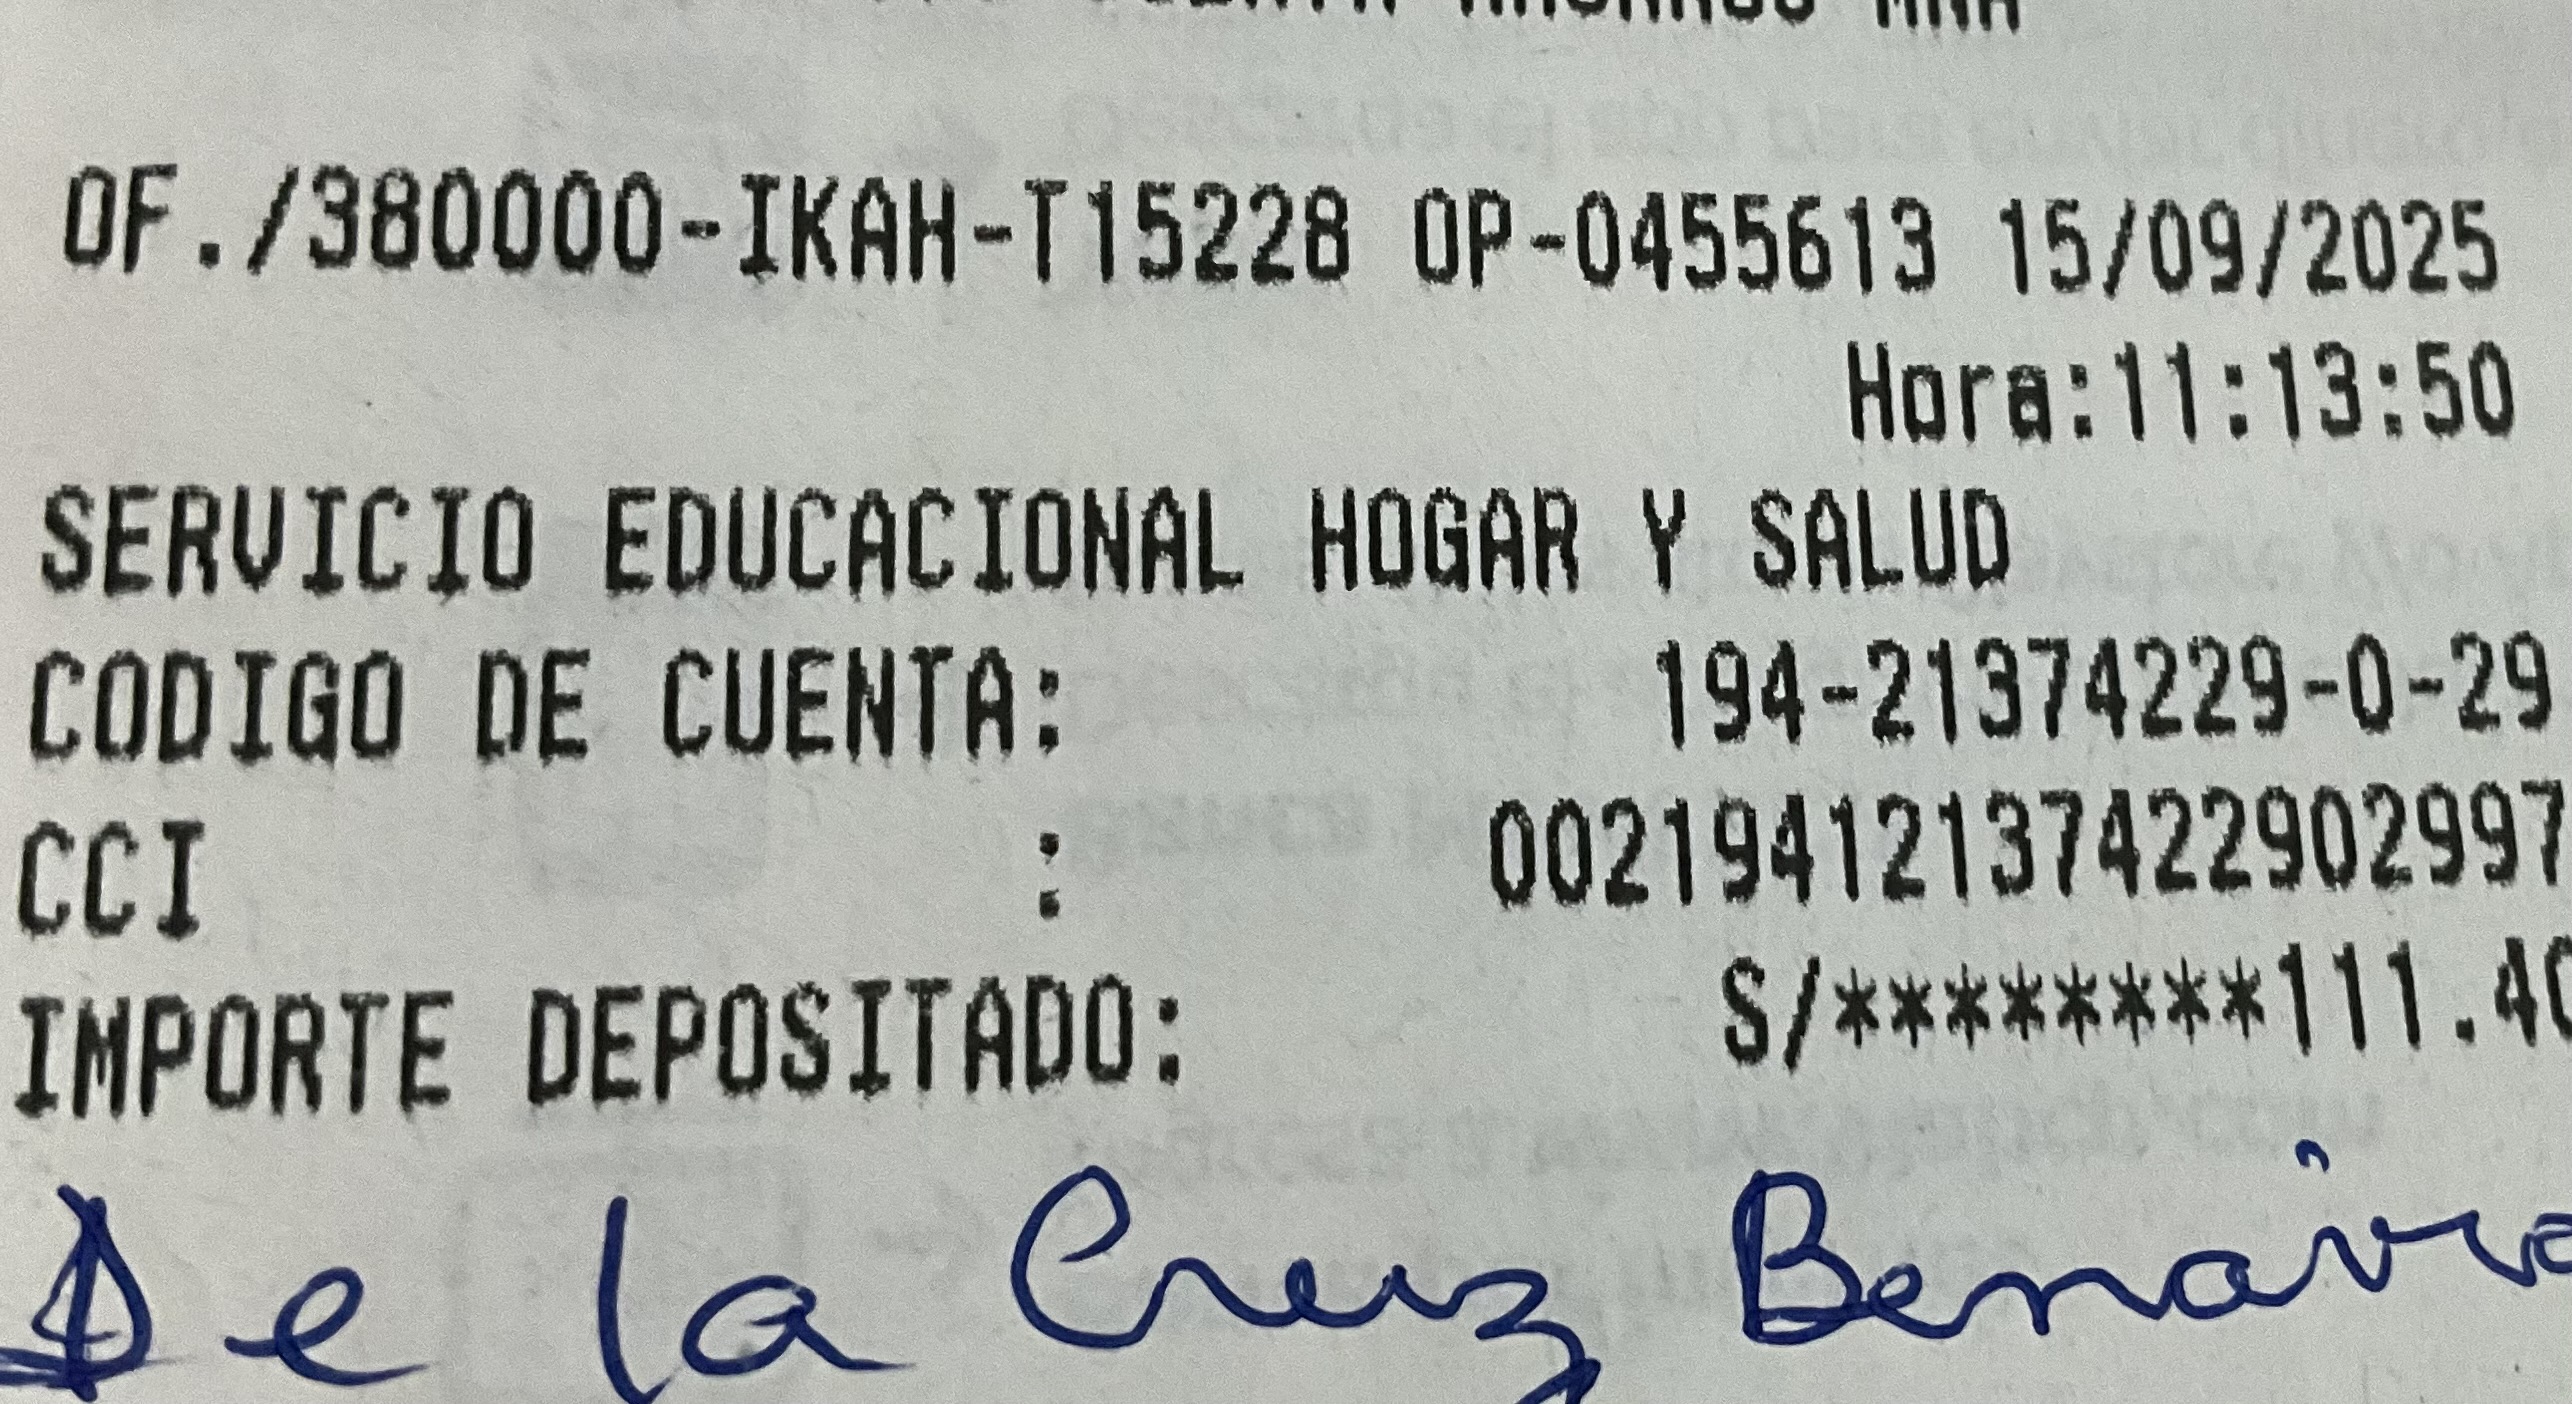 OF./380000-IKAH-T15228 OP-0455613 15/09/2025
Hora:11:13:50
SERVICIO EDUCACIONAL HOGAR Y SALUD
CODIGO DE CUENTA: 194-21374229-0-29
CCI : 00219412137422902997
IMPORTE DEPOSITADO: S/********111.40
De la Cruz